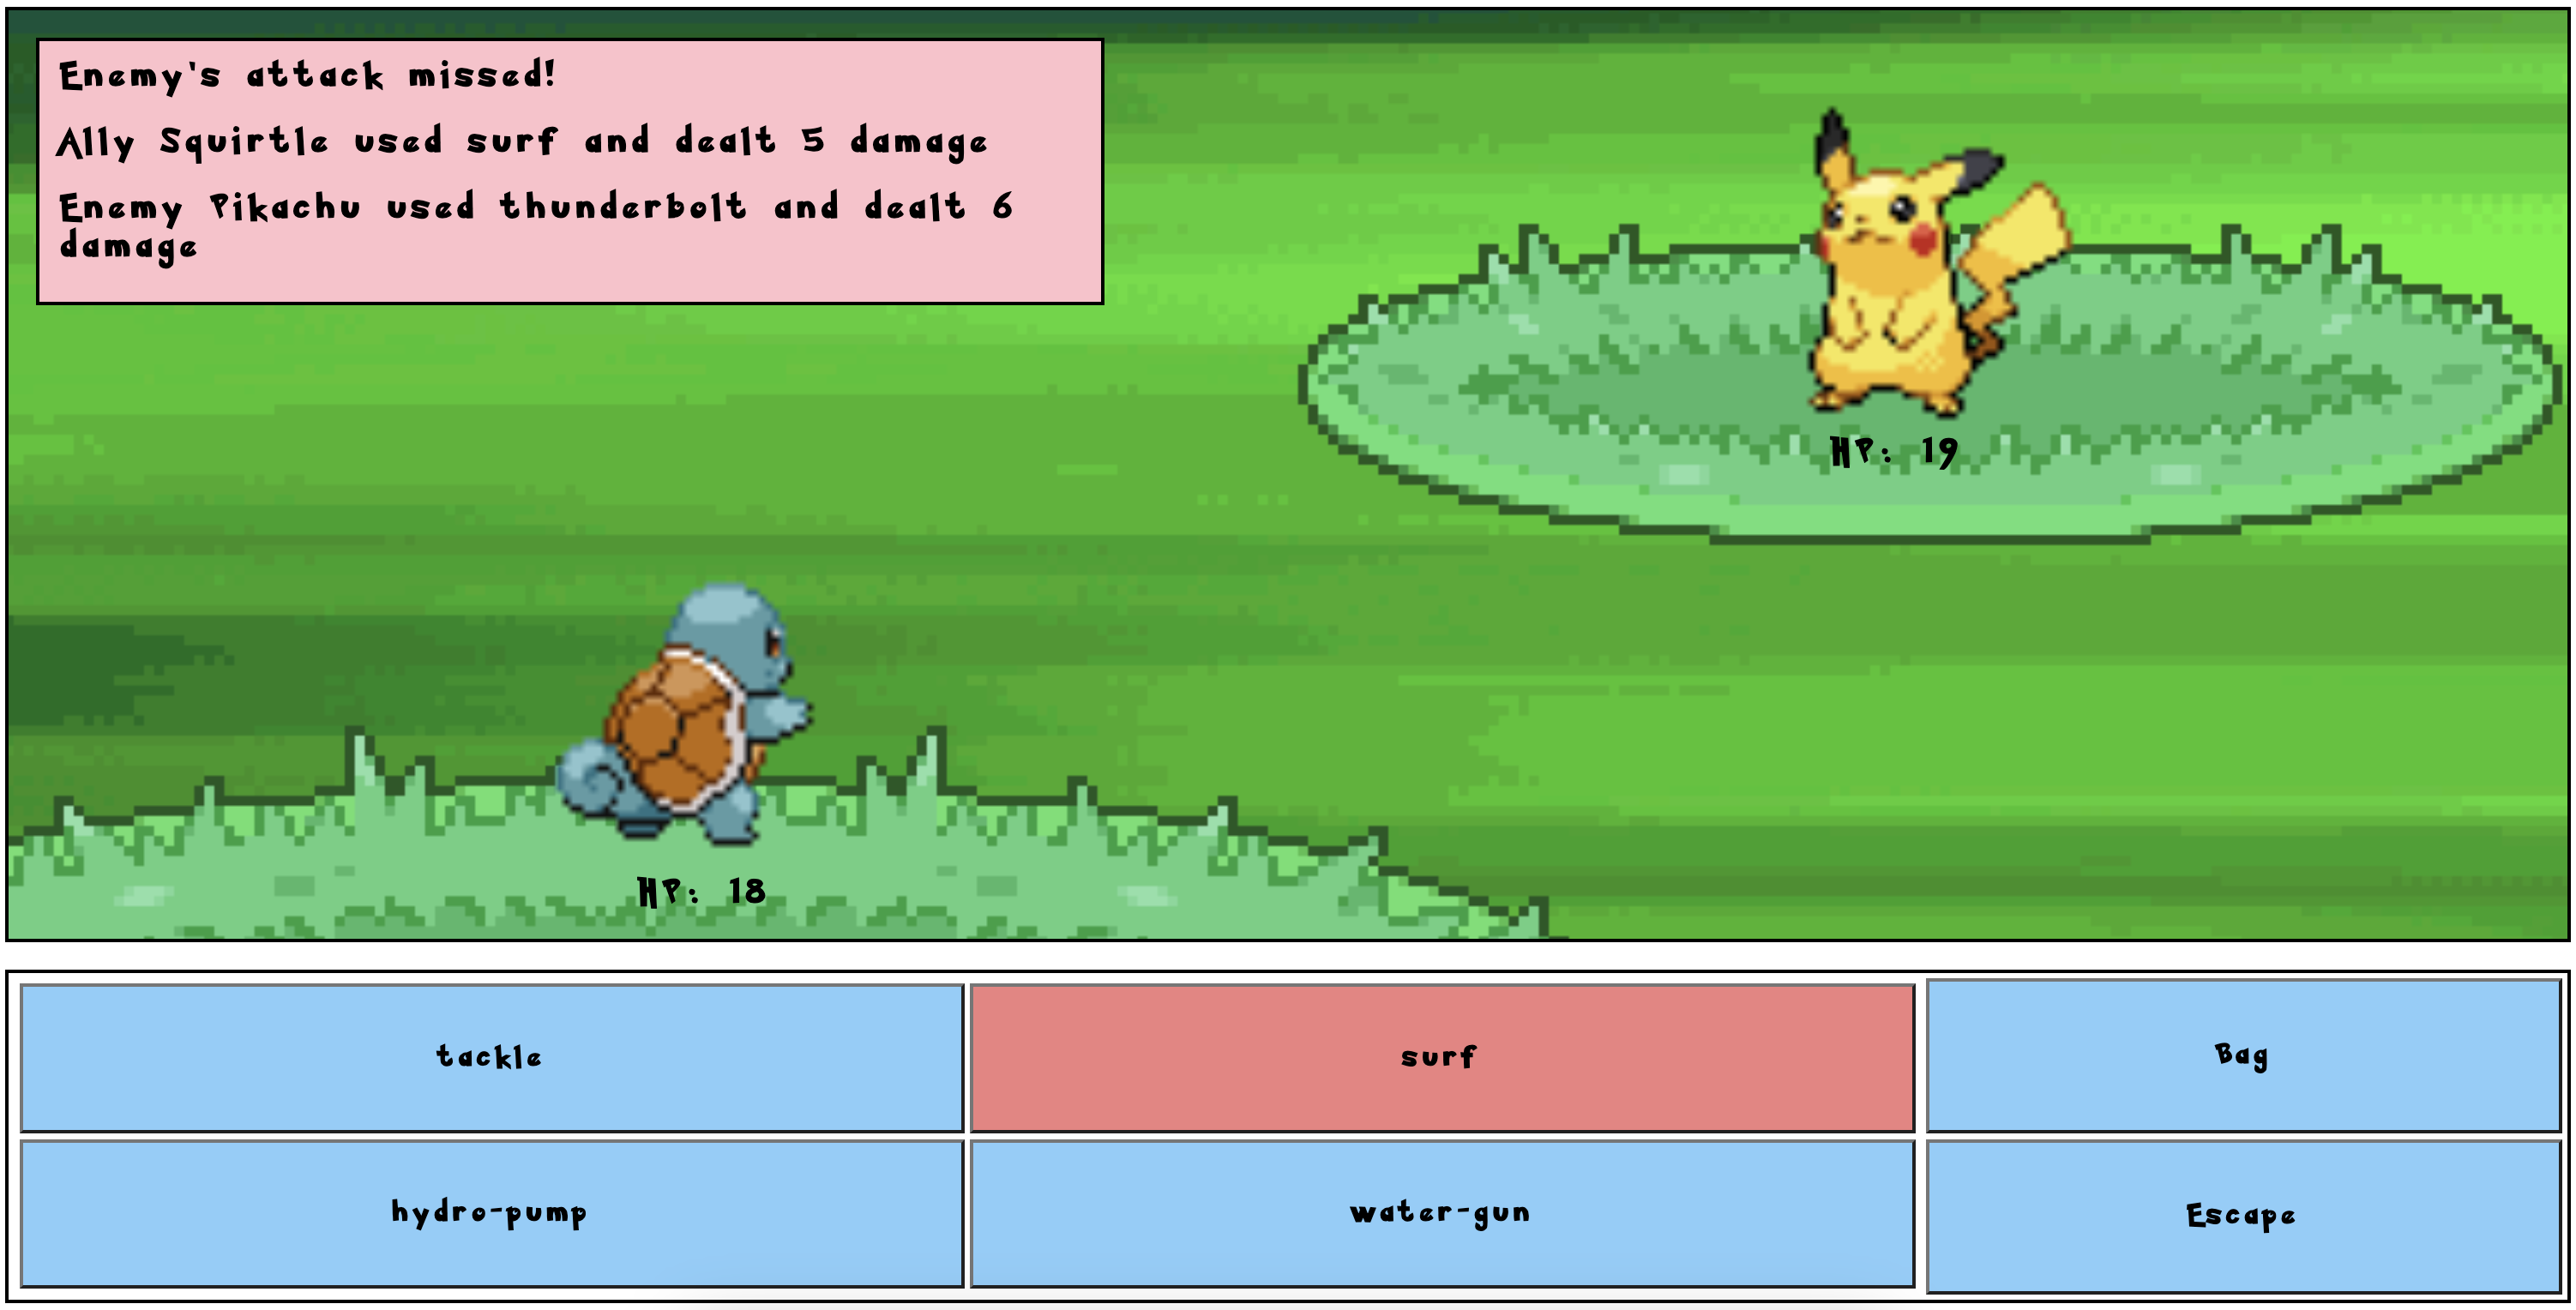 Enemy's attack missed!
Ally Squirtle used surf and dealt 5 damage
Enemy Pikachu used thunderbolt and dealt 6
damage
HP: 19
HP: 18
tackle
surf
Bag
hydro-pump
water-gun
Escape